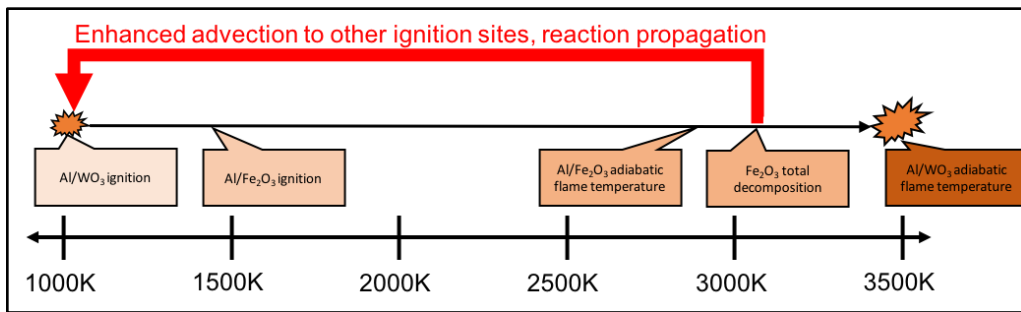 Enhanced advection to other ignition sites, reaction propagation
Al/WO₃ ignition
Al/Fe₂O₃ ignition
Al/Fe₂O₃ adiabatic
flame temperature
Fe₂O₃ total
decomposition
Al/WO₃ adiabatic
flame temperature
1000K
1500K
2000K
2500K
3000K
3500K